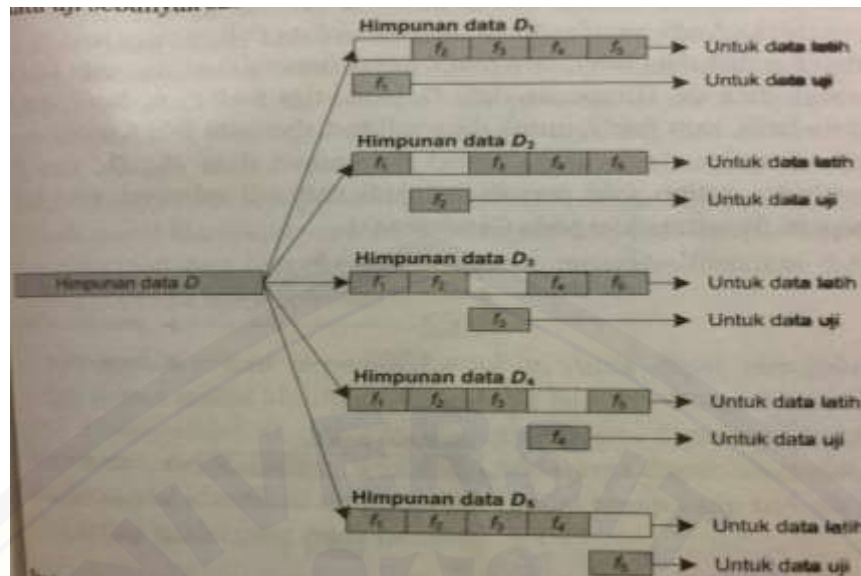 uji sebanyak
Himpunan data D₁
f₂ f₃ f₄ f₅ Untuk data latih
f₁ Untuk data uji
Himpunan data D₂
f₁ f₃ f₄ f₅ Untuk data latih
f₂ Untuk data uji
Himpunan data D₃
Himpunan data D
f₁ f₂ f₄ f₅ Untuk data latih
f₃ Untuk data uji
Himpunan data D₄
f₁ f₂ f₃ f₅ Untuk data latih
f₄ Untuk data uji
Himpunan data D₅
f₁ f₂ f₃ f₄ Untuk data latih
f₅ Untuk data uji